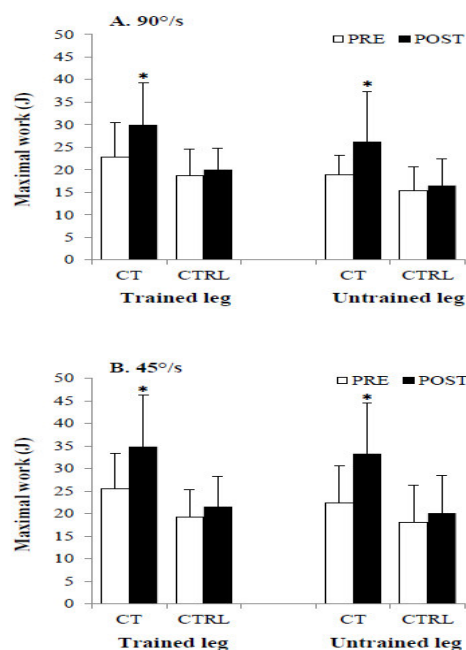 A. 90°/s
PRE POST
Maximal work (J)
50
45
40
35
30
25
20
15
10
5
0
* *
CT CTRL CT CTRL
Trained leg Untrained leg
B. 45°/s
PRE POST
Maximal work (J)
50
45
40
35
30
25
20
15
10
5
0
* *
CT CTRL CT CTRL
Trained leg Untrained leg